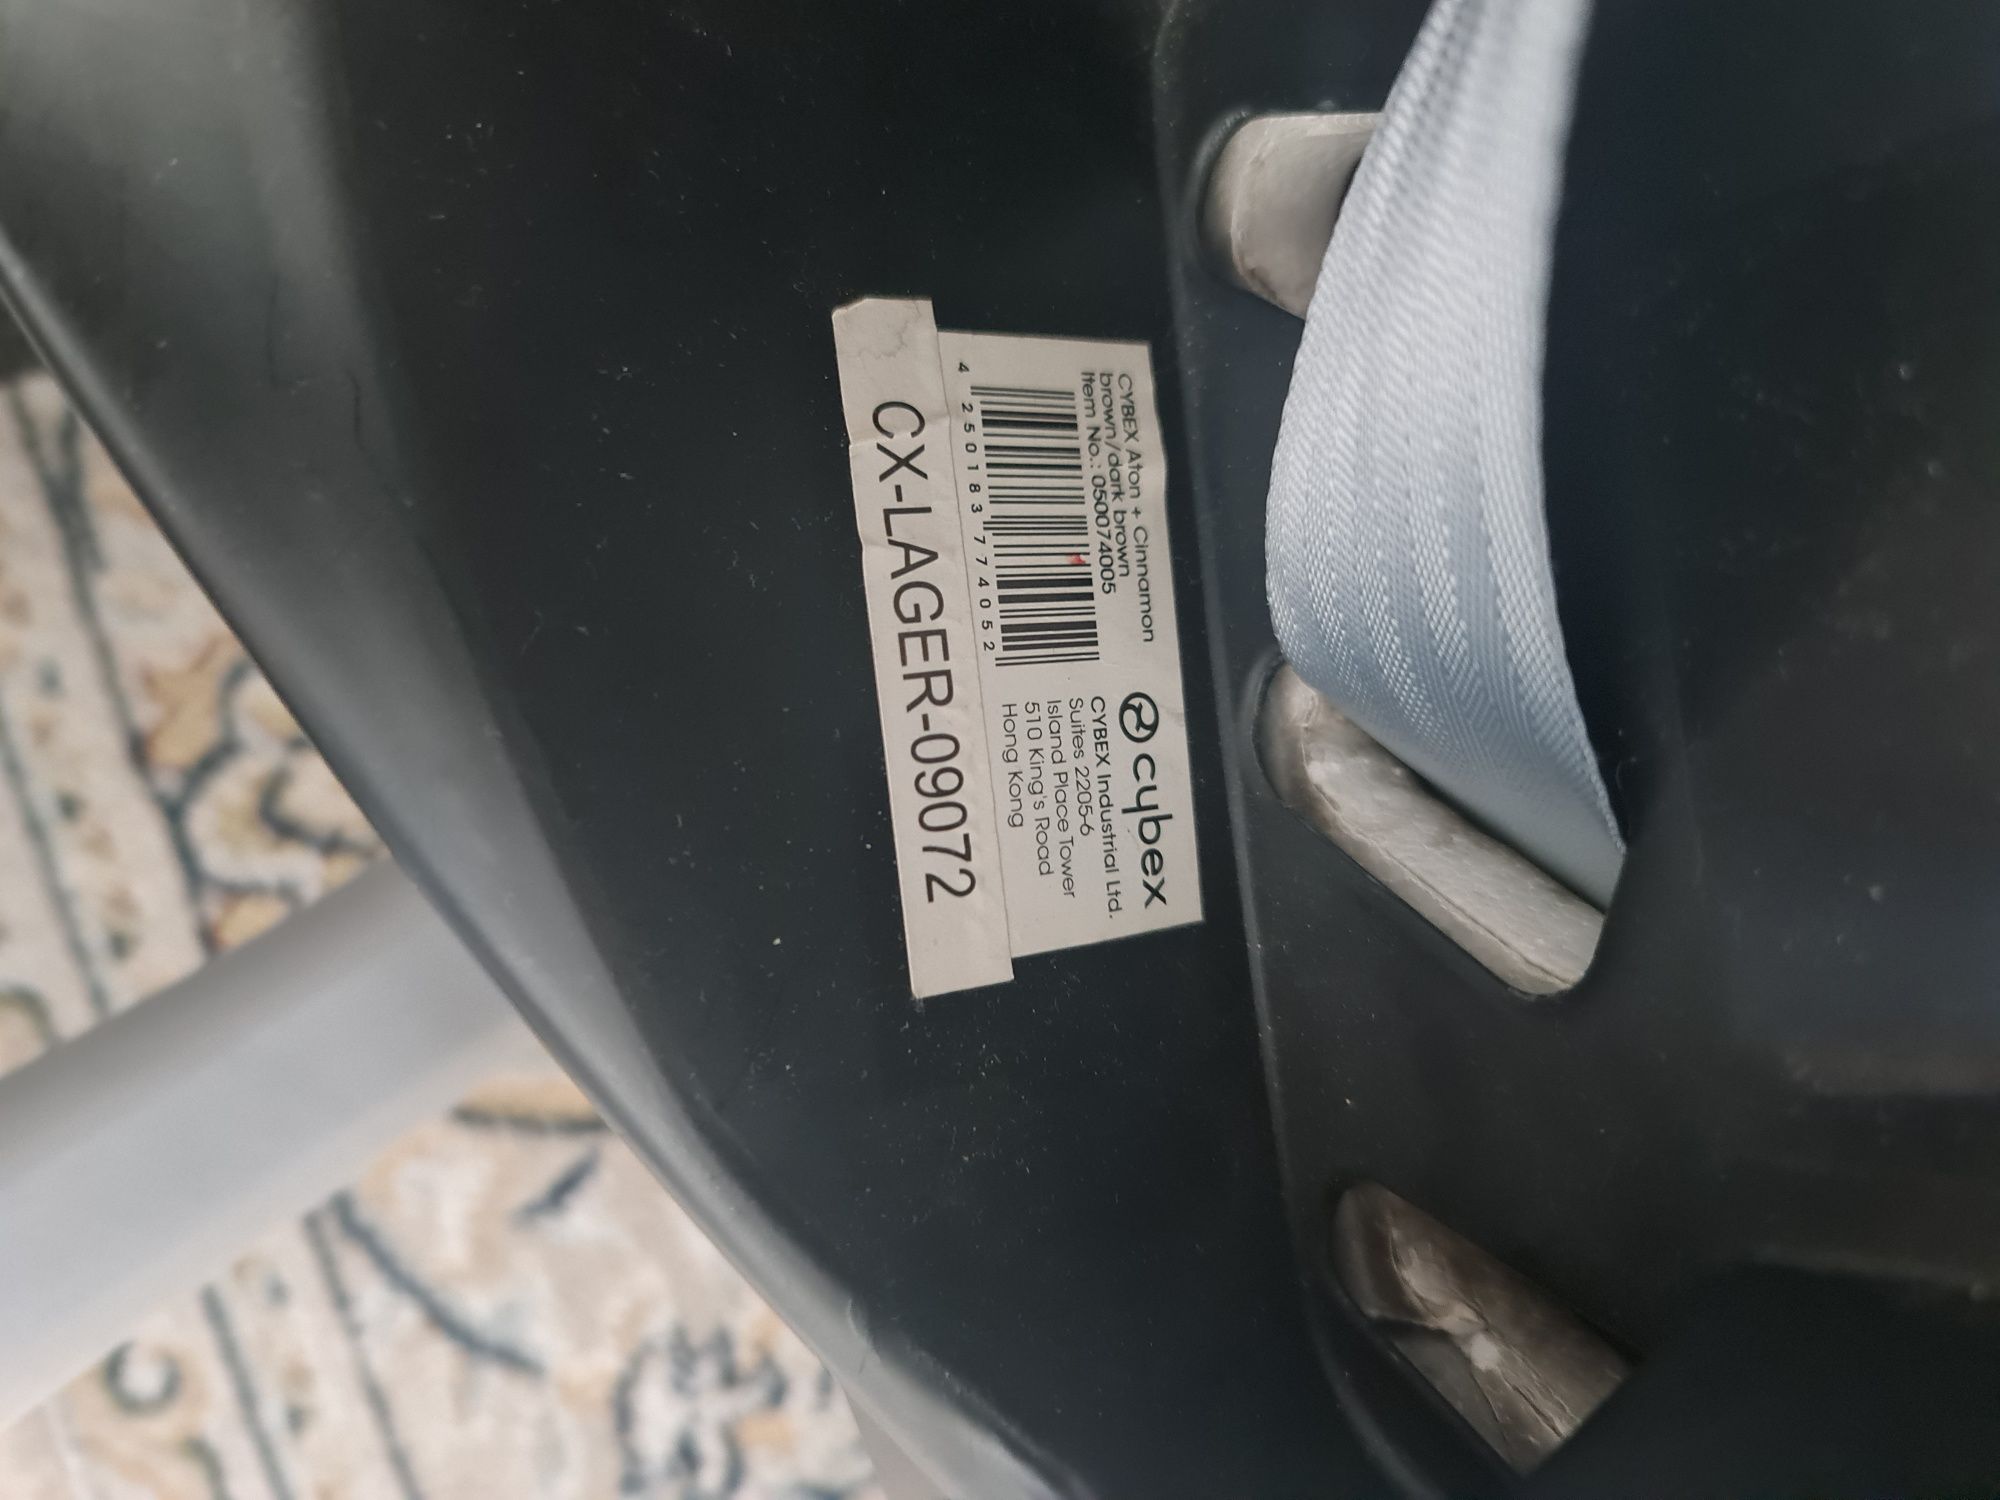 CYBEX Aton + Cinnamon
brown/dark brown
Item No.: 050074005
4 250183 774052
cybex
CYBEX Industrial Ltd.
Suites 2205-6
Island Place Tower
510 King's Road
Hong Kong
CX-LAGER-09072